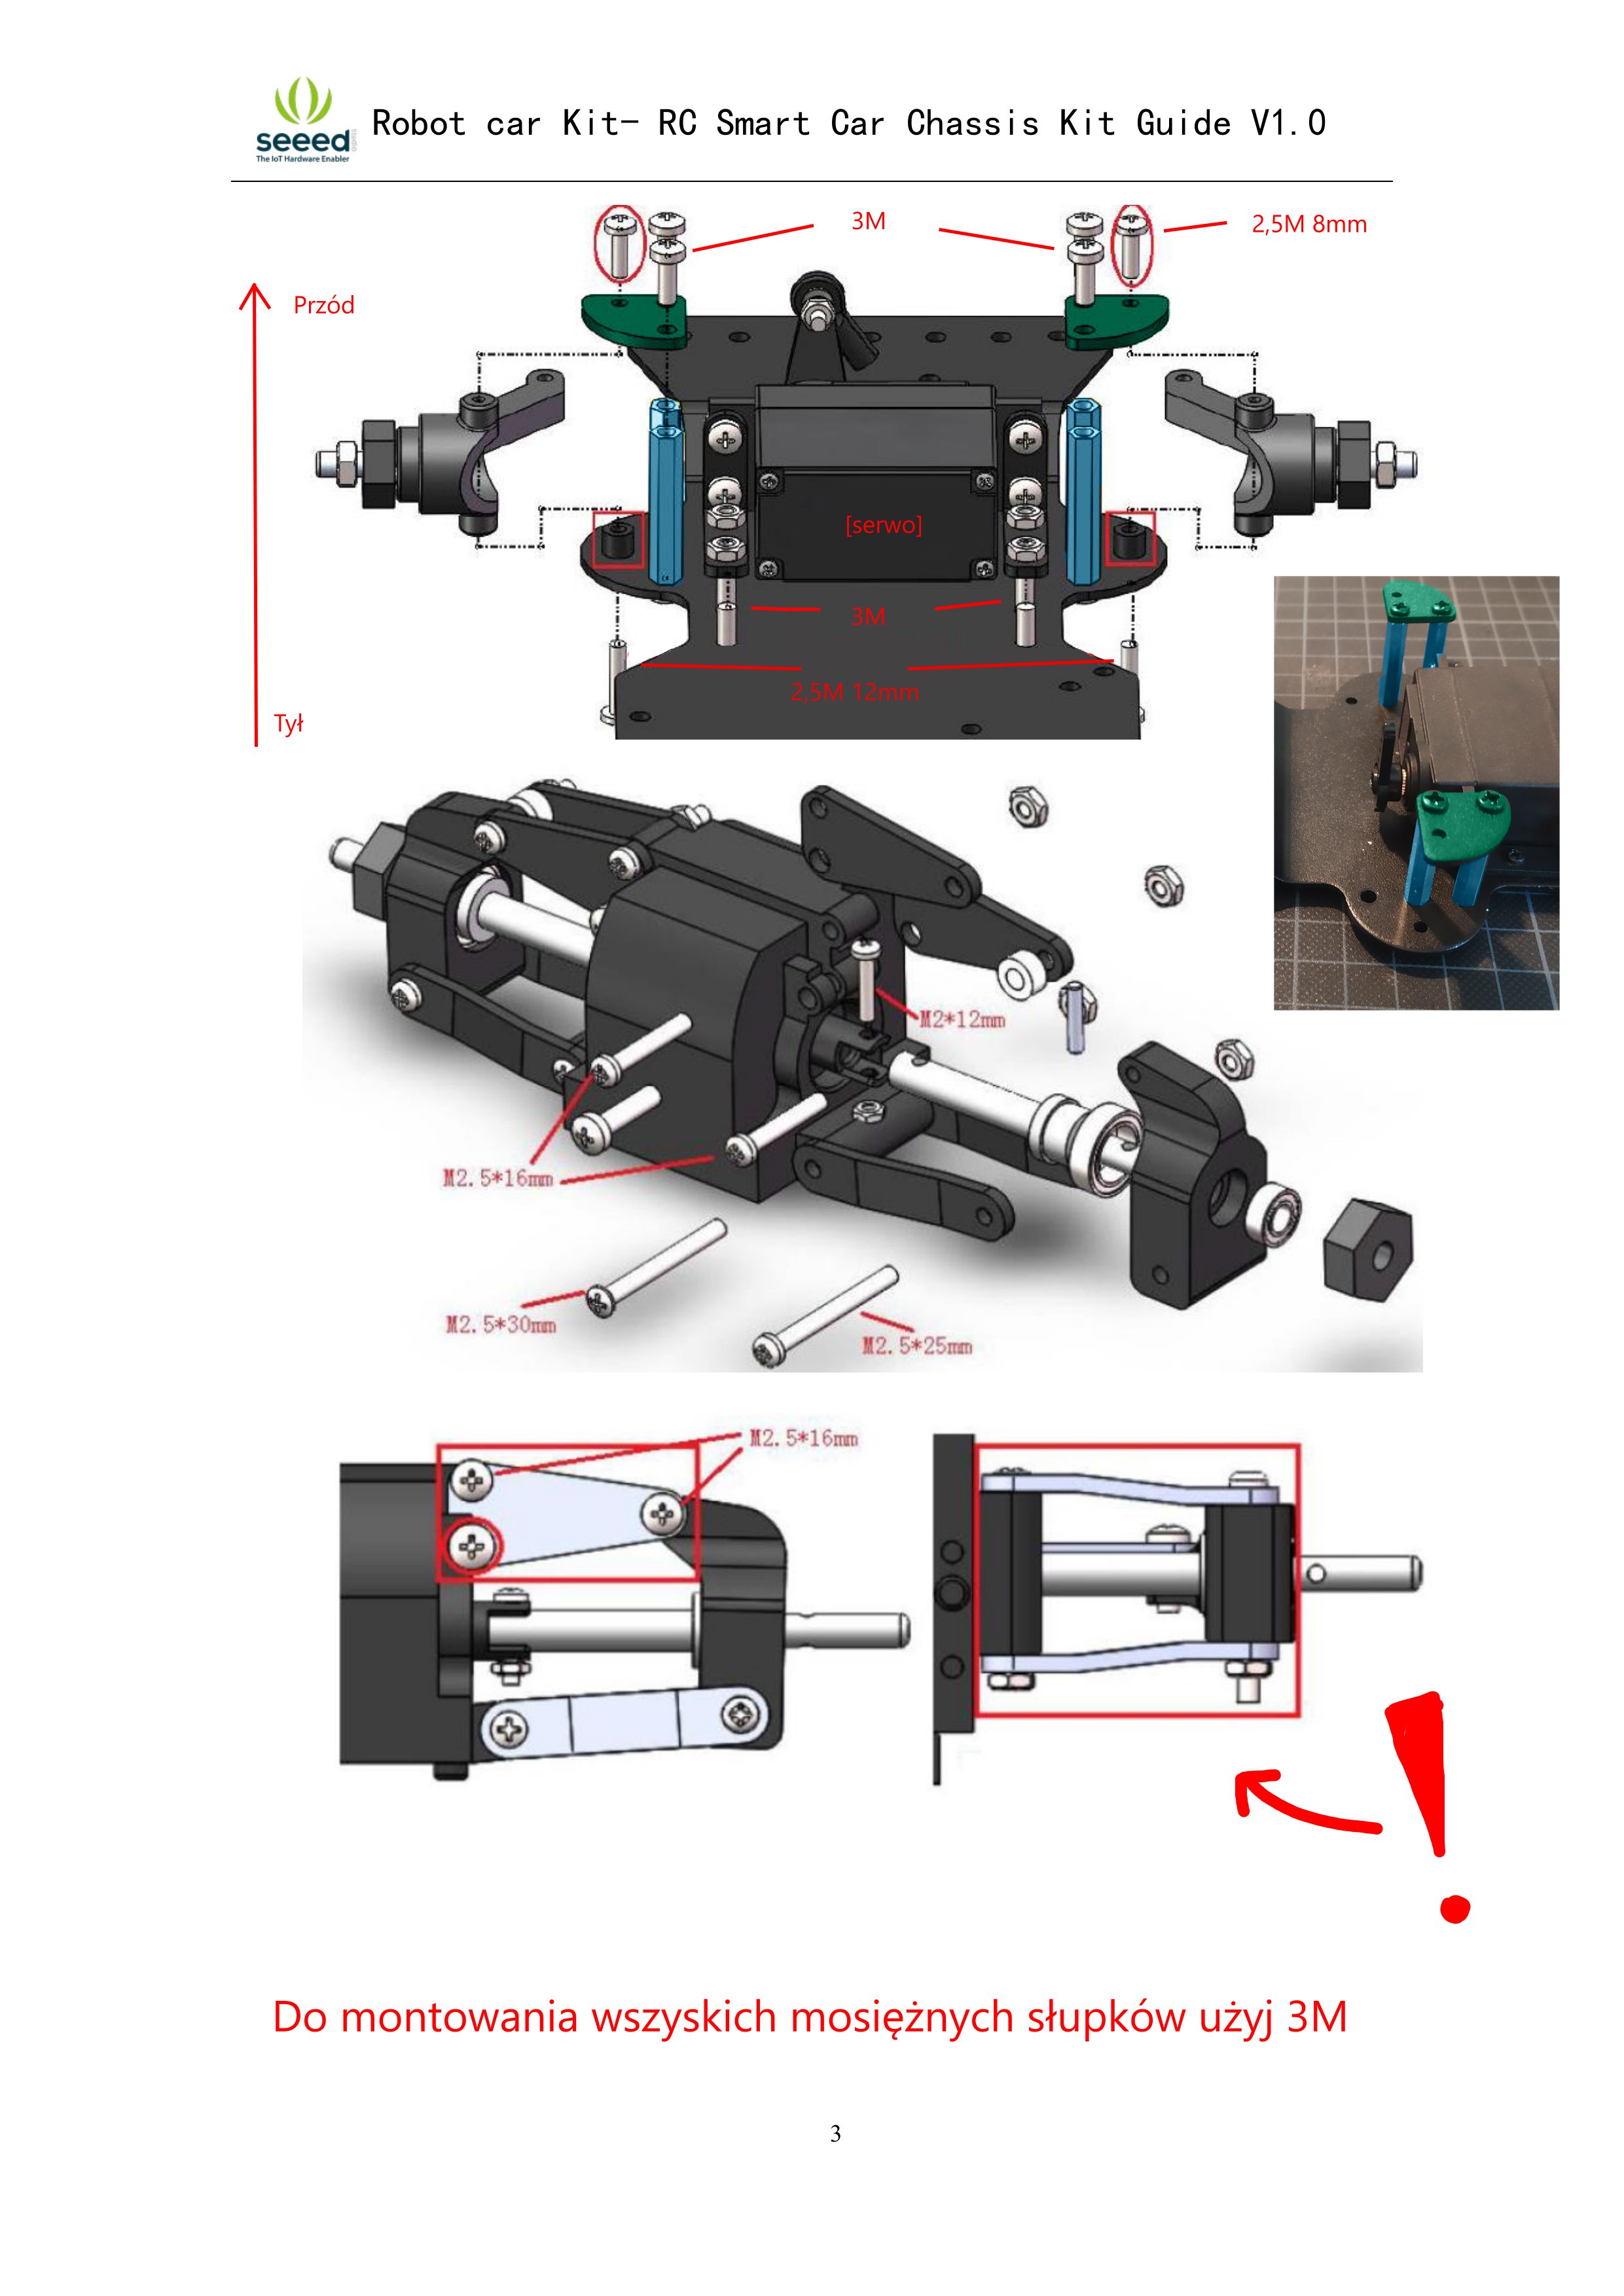 seeed
studio
The IoT Hardware Enabler
Robot car Kit- RC Smart Car Chassis Kit Guide V1.0
3M
2,5M 8mm
Przód
[serwo]
3M
2,5M 12mm
Tył
M2*12mm
M2.5*16mm
M2.5*30mm
M2.5*25mm
M2.5*16mm
!
Do montowania wszyskich mosiężnych słupków użyj 3M
3